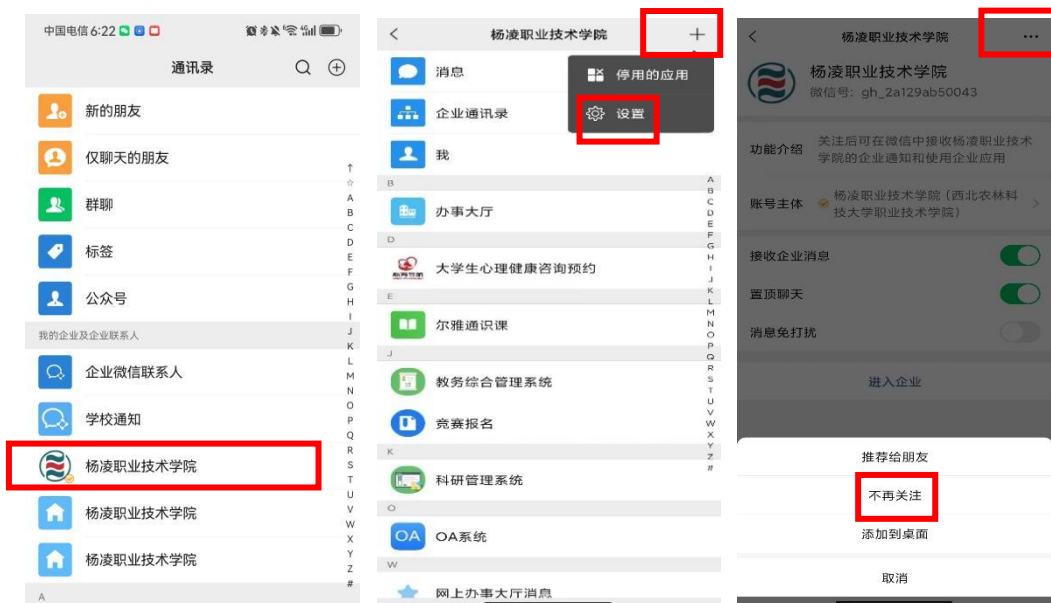 中国电信 6:22
通讯录
新的朋友
仅聊天的朋友
群聊
标签
公众号
我的企业及企业联系人
企业微信联系人
学校通知
杨凌职业技术学院
杨凌职业技术学院
杨凌职业技术学院
A
↑
☆
A
B
C
D
E
F
G
H
I
J
K
L
M
N
O
P
Q
R
S
T
U
V
W
X
Y
Z
#
杨凌职业技术学院
停用的应用
设置
消息
企业通讯录
我
B
办事大厅
D
大学生心理健康咨询预约
E
尔雅通识课
J
教务综合管理系统
竞赛报名
K
科研管理系统
O
OA
OA系统
W
网上办事大厅消息
A
B
C
D
E
F
G
H
I
J
K
L
M
N
O
P
Q
R
S
T
U
V
W
X
Y
Z
#
杨凌职业技术学院
杨凌职业技术学院
微信号: gh_2a129ab50043
功能介绍 关注后可在微信中接收杨凌职业技术
学院的企业通知和使用企业应用
账号主体 杨凌职业技术学院（西北农林科
技大学职业技术学院）
接收企业消息
置顶聊天
消息免打扰
进入企业
推荐给朋友
不再关注
添加到桌面
取消